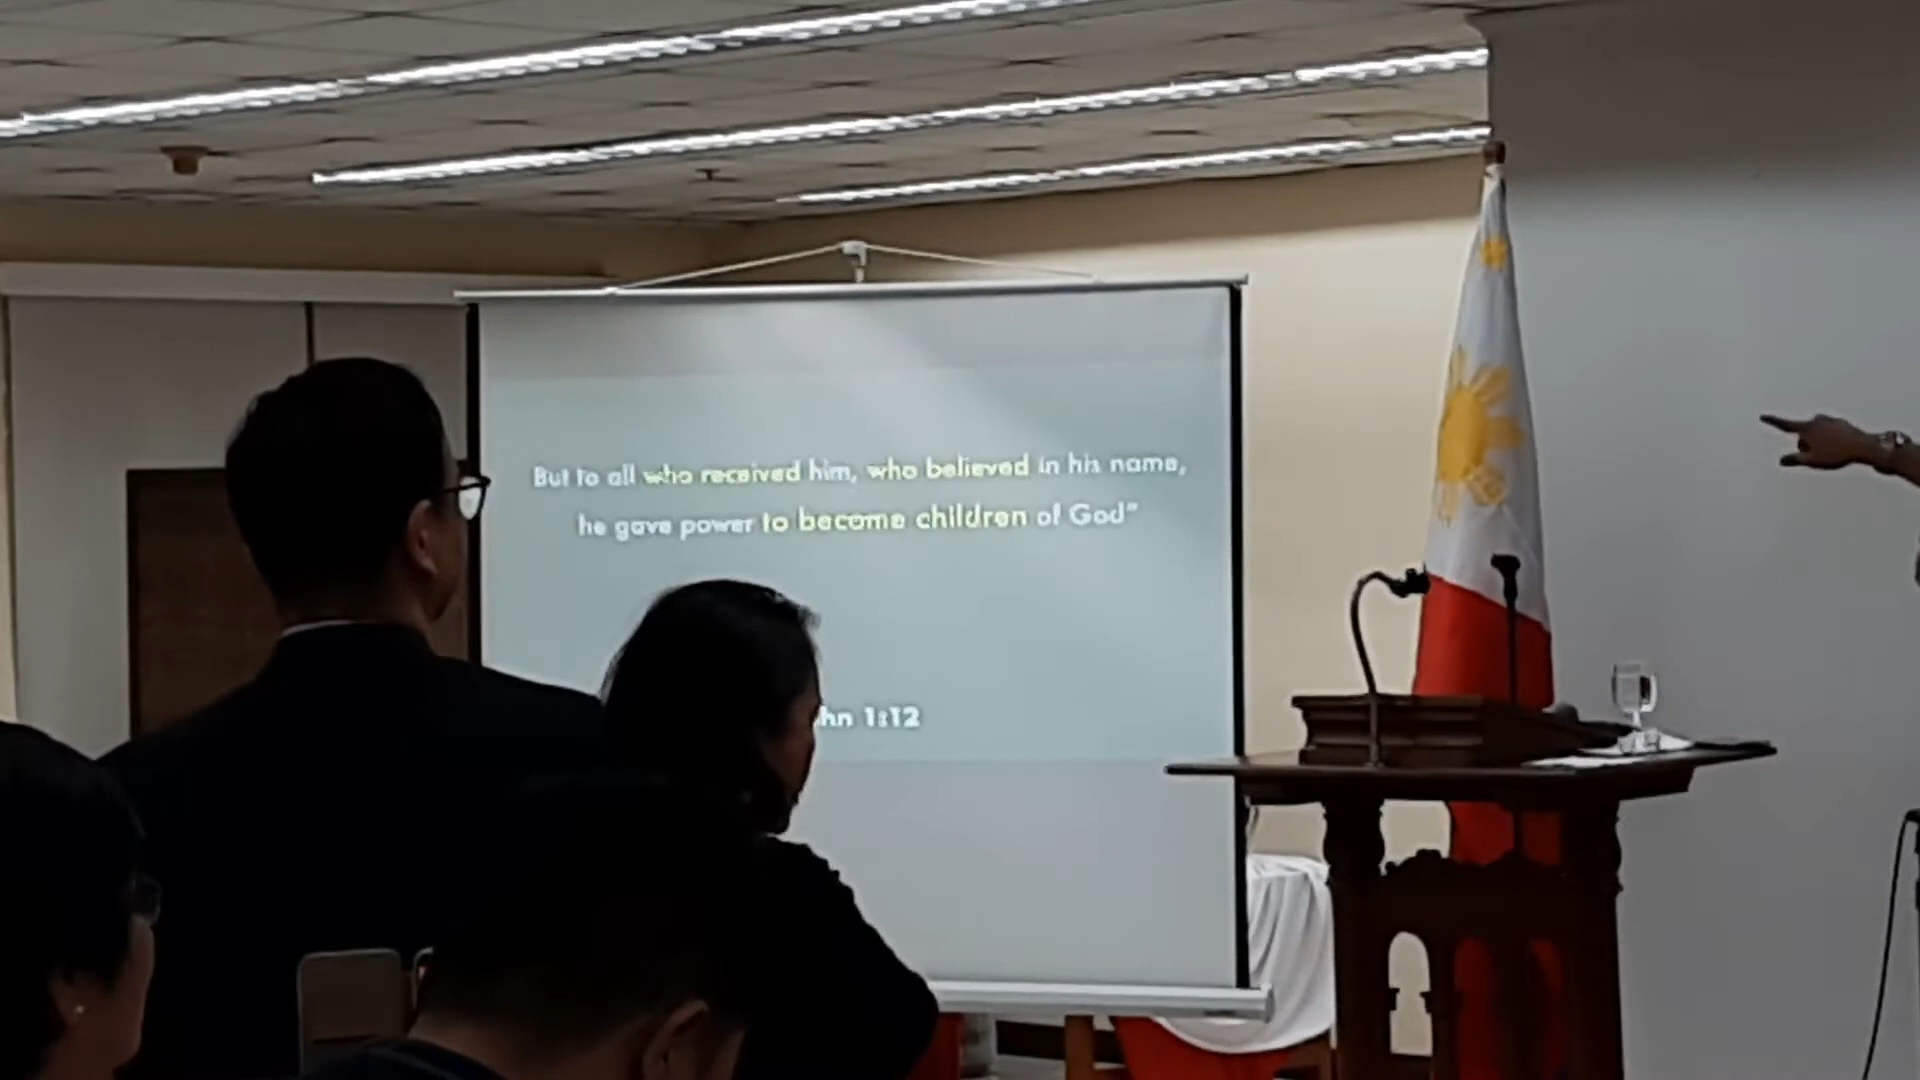 But to all who received him, who believed in his name,
he gave power to become children of God"
hn 1:12